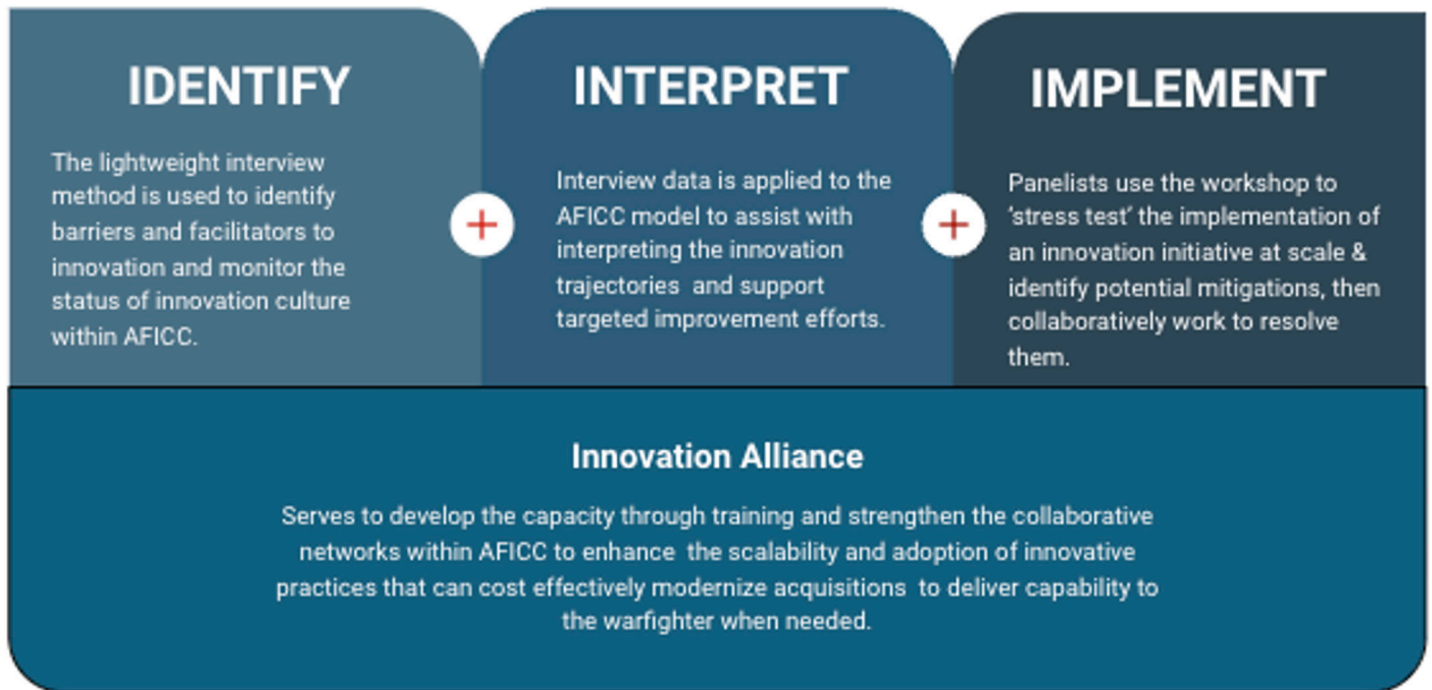 IDENTIFY
The lightweight interview
method is used to identify
barriers and facilitators to
innovation and monitor the
status of innovation culture
within AFICC.
INTERPRET
Interview data is applied to the
AFICC model to assist with
interpreting the innovation
trajectories  and support
targeted improvement efforts.
IMPLEMENT
Panelists use the workshop to
‘stress test’ the implementation of
an innovation initiative at scale &
identify potential mitigations, then
collaboratively work to resolve
them.
Innovation Alliance
Serves to develop the capacity through training and strengthen the collaborative
networks within AFICC to enhance  the scalability and adoption of innovative
practices that can cost effectively modernize acquisitions  to deliver capability to
the warfighter when needed.